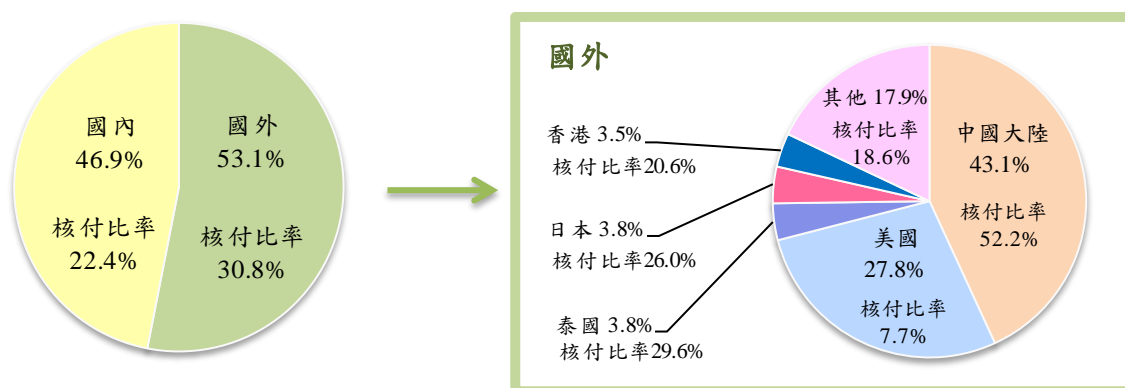 國內
46.9%
核付比率
22.4%
國外
53.1%
核付比率
30.8%
國外
其他 17.9%
核付比率
18.6%
香港 3.5%
核付比率20.6%
日本 3.8%
核付比率26.0%
泰國 3.8%
核付比率29.6%
美國
27.8%
核付比率
7.7%
中國大陸
43.1%
核付比率
52.2%